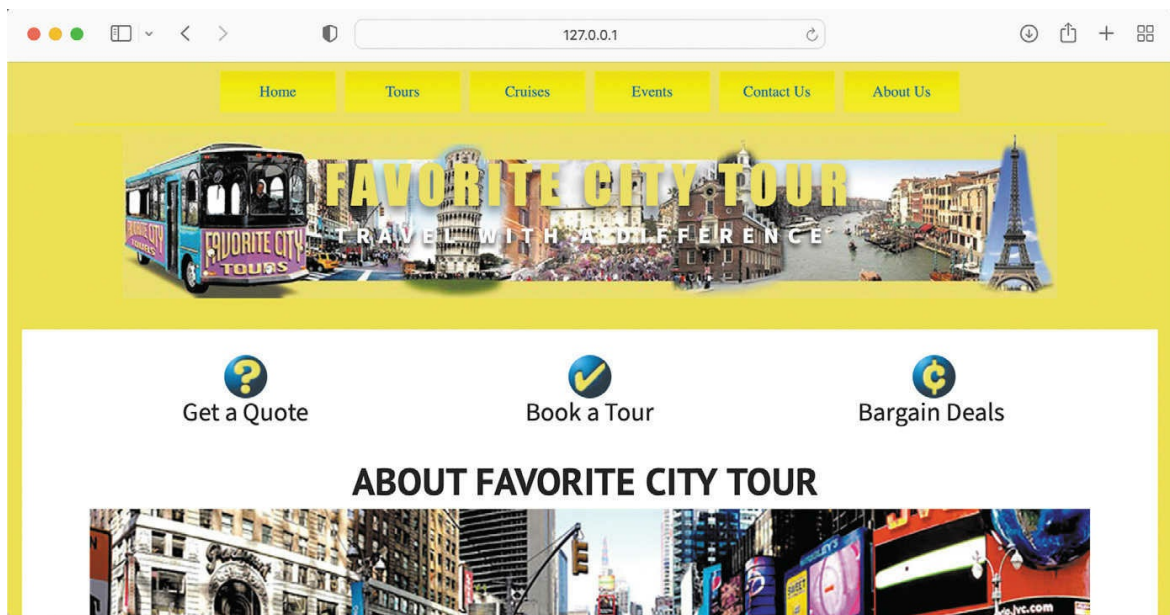 127.0.0.1
Home Tours Cruises Events Contact Us About Us
FAVORITE CITY TOUR
TRAVEL WITH A DIFFERENCE
FAVORITE CITY
TOURS
Get a Quote Book a Tour Bargain Deals
ABOUT FAVORITE CITY TOUR
SWEET